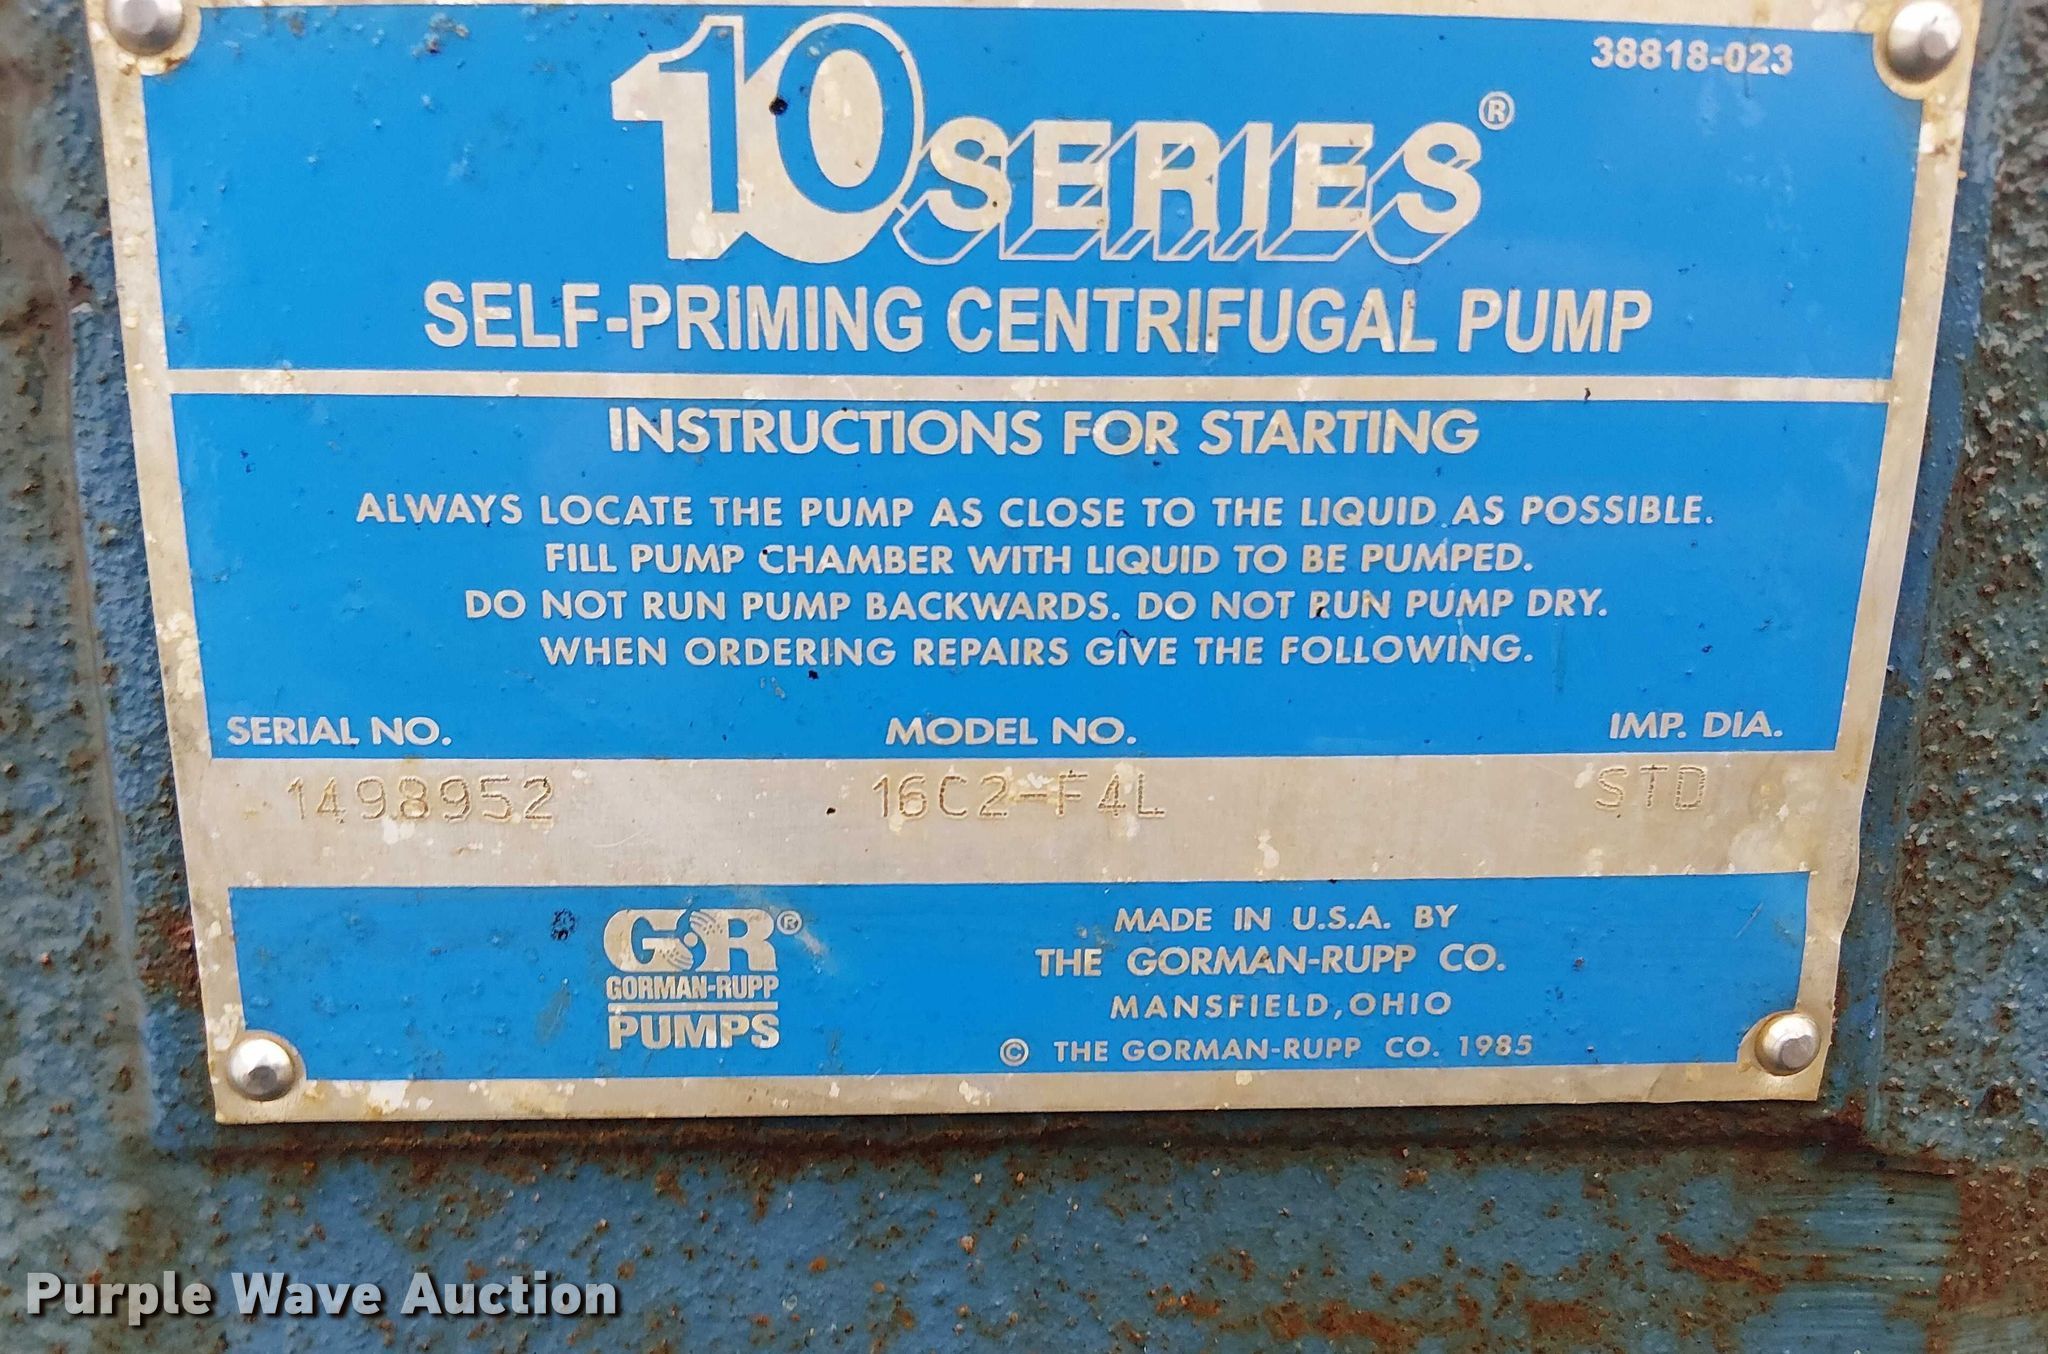 38818-023
10 SERIES®
SELF-PRIMING CENTRIFUGAL PUMP
INSTRUCTIONS FOR STARTING
ALWAYS LOCATE THE PUMP AS CLOSE TO THE LIQUID AS POSSIBLE.
FILL PUMP CHAMBER WITH LIQUID TO BE PUMPED.
DO NOT RUN PUMP BACKWARDS. DO NOT RUN PUMP DRY.
WHEN ORDERING REPAIRS GIVE THE FOLLOWING.
SERIAL NO. MODEL NO. IMP. DIA.
1498952 16C2-F4L STD
G·R®
GORMAN-RUPP
PUMPS
MADE IN U.S.A. BY
THE GORMAN-RUPP CO.
MANSFIELD, OHIO
© THE GORMAN-RUPP CO. 1985
Purple Wave Auction